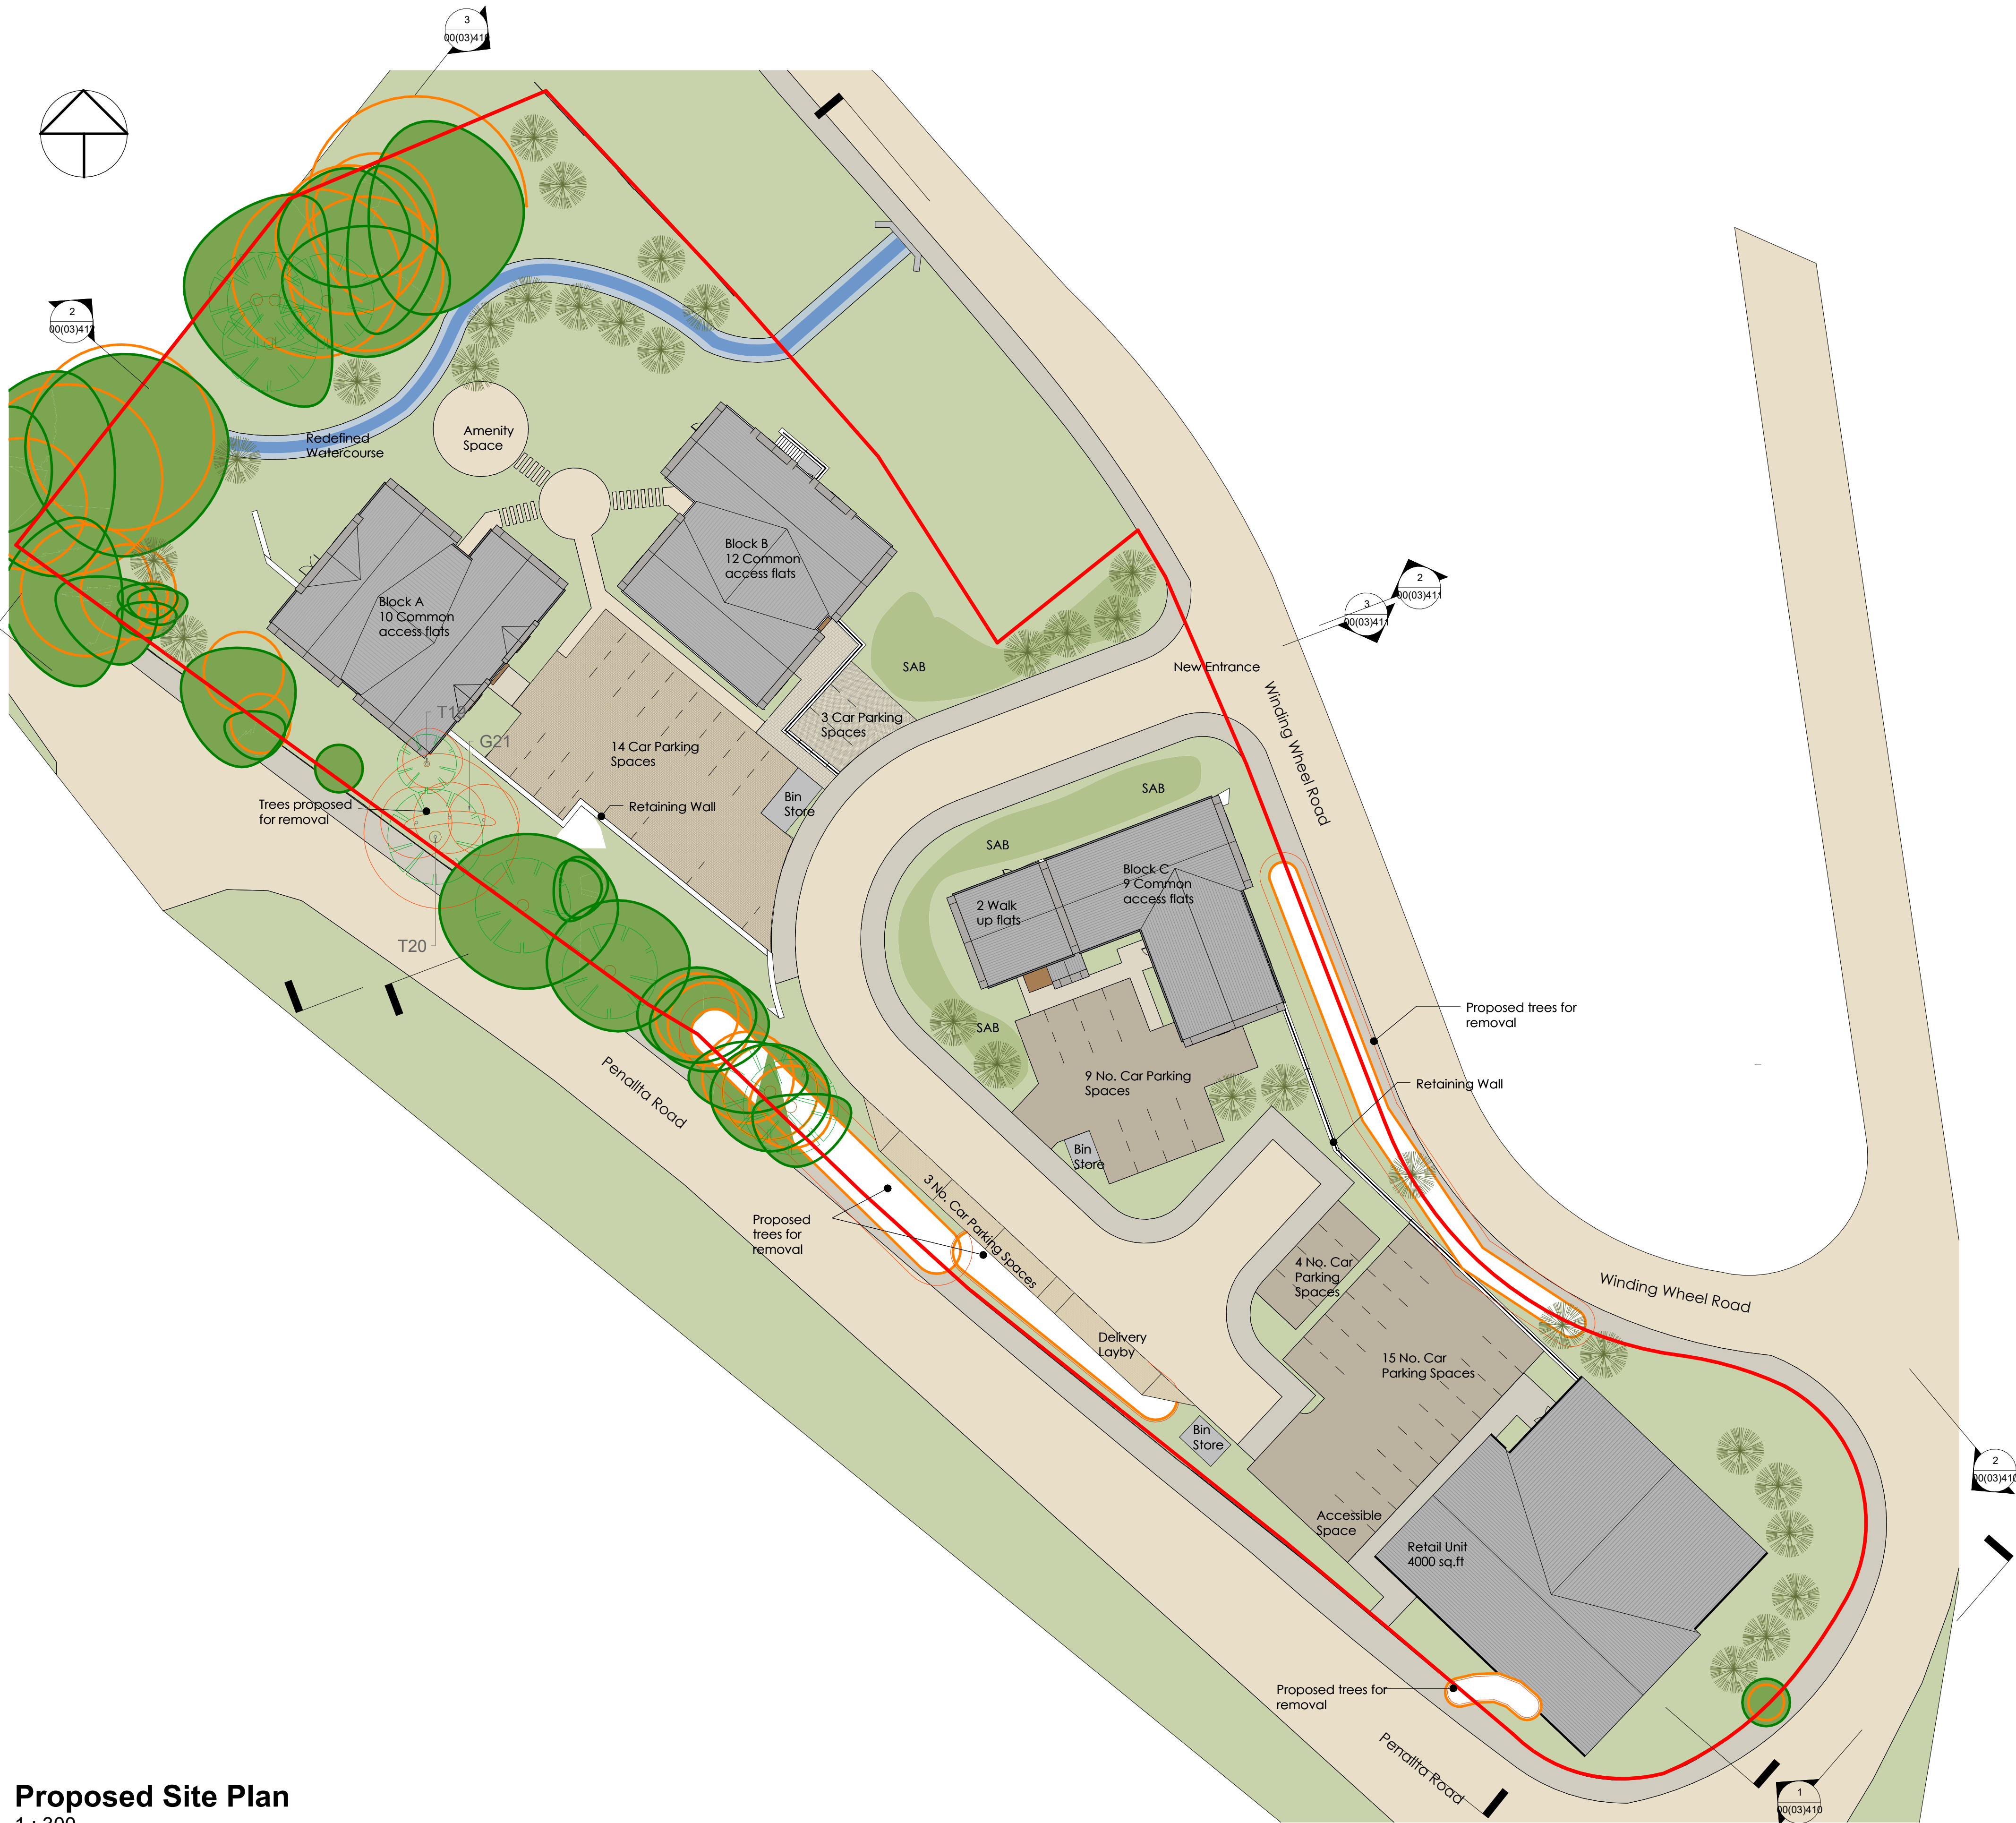 3
00(03)410
2
00(03)412
Redefined
Watercourse
Amenity
Space
Block B
12 Common
access flats
Block A
10 Common
access flats
2
00(03)411
3
00(03)411
SAB
New Entrance
Winding Wheel Road
T19
G21
3 Car Parking
Spaces
14 Car Parking
Spaces
Bin
Store
Retaining Wall
Trees proposed
for removal
T20
SAB
SAB
Block C
9 Common
access flats
2 Walk
up flats
SAB
Proposed trees for
removal
Retaining Wall
9 No. Car Parking
Spaces
Bin
Store
Penallta Road
3 No. Car Parking Spaces
Proposed
trees for
removal
4 No. Car
Parking
Spaces
Winding Wheel Road
Delivery
Layby
15 No. Car
Parking Spaces
Bin
Store
2
00(03)410
Accessible
Space
Retail Unit
4000 sq.ft
Proposed trees for
removal
Penallta Road
1
00(03)410
Proposed Site Plan
1 : 300